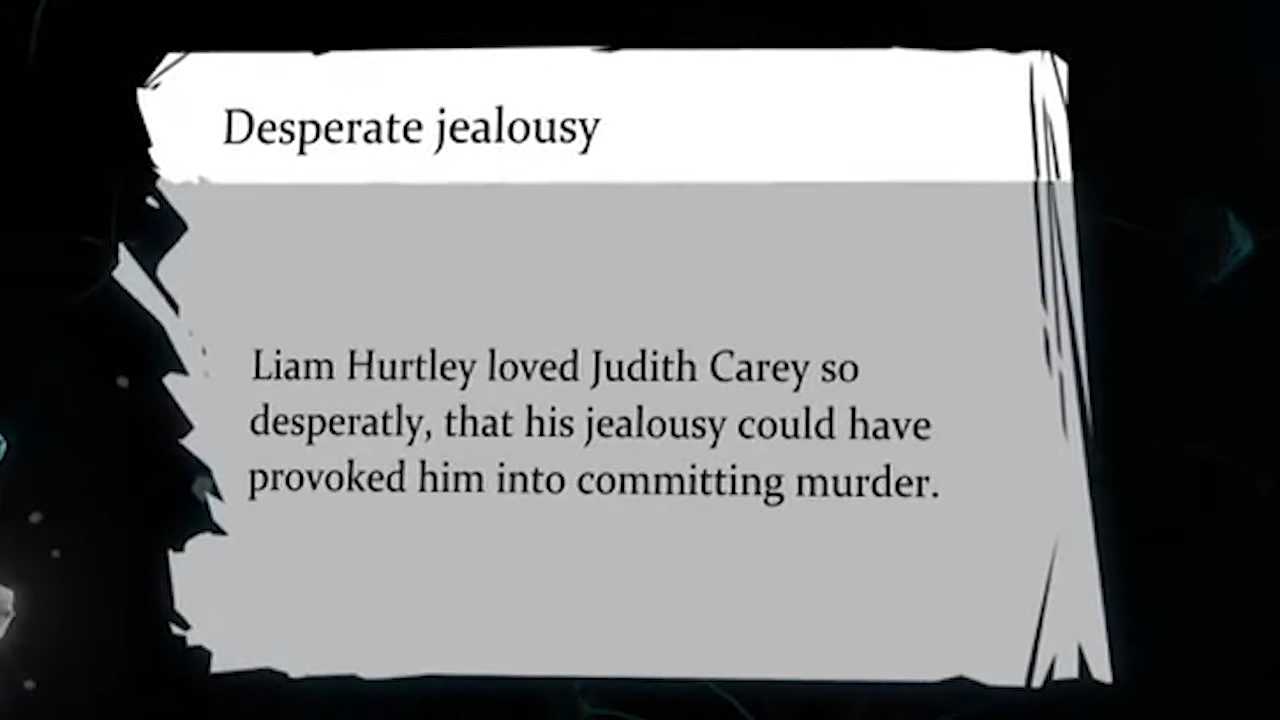 Desperate jealousy
Liam Hurtley loved Judith Carey so
desperatly, that his jealousy could have
provoked him into committing murder.